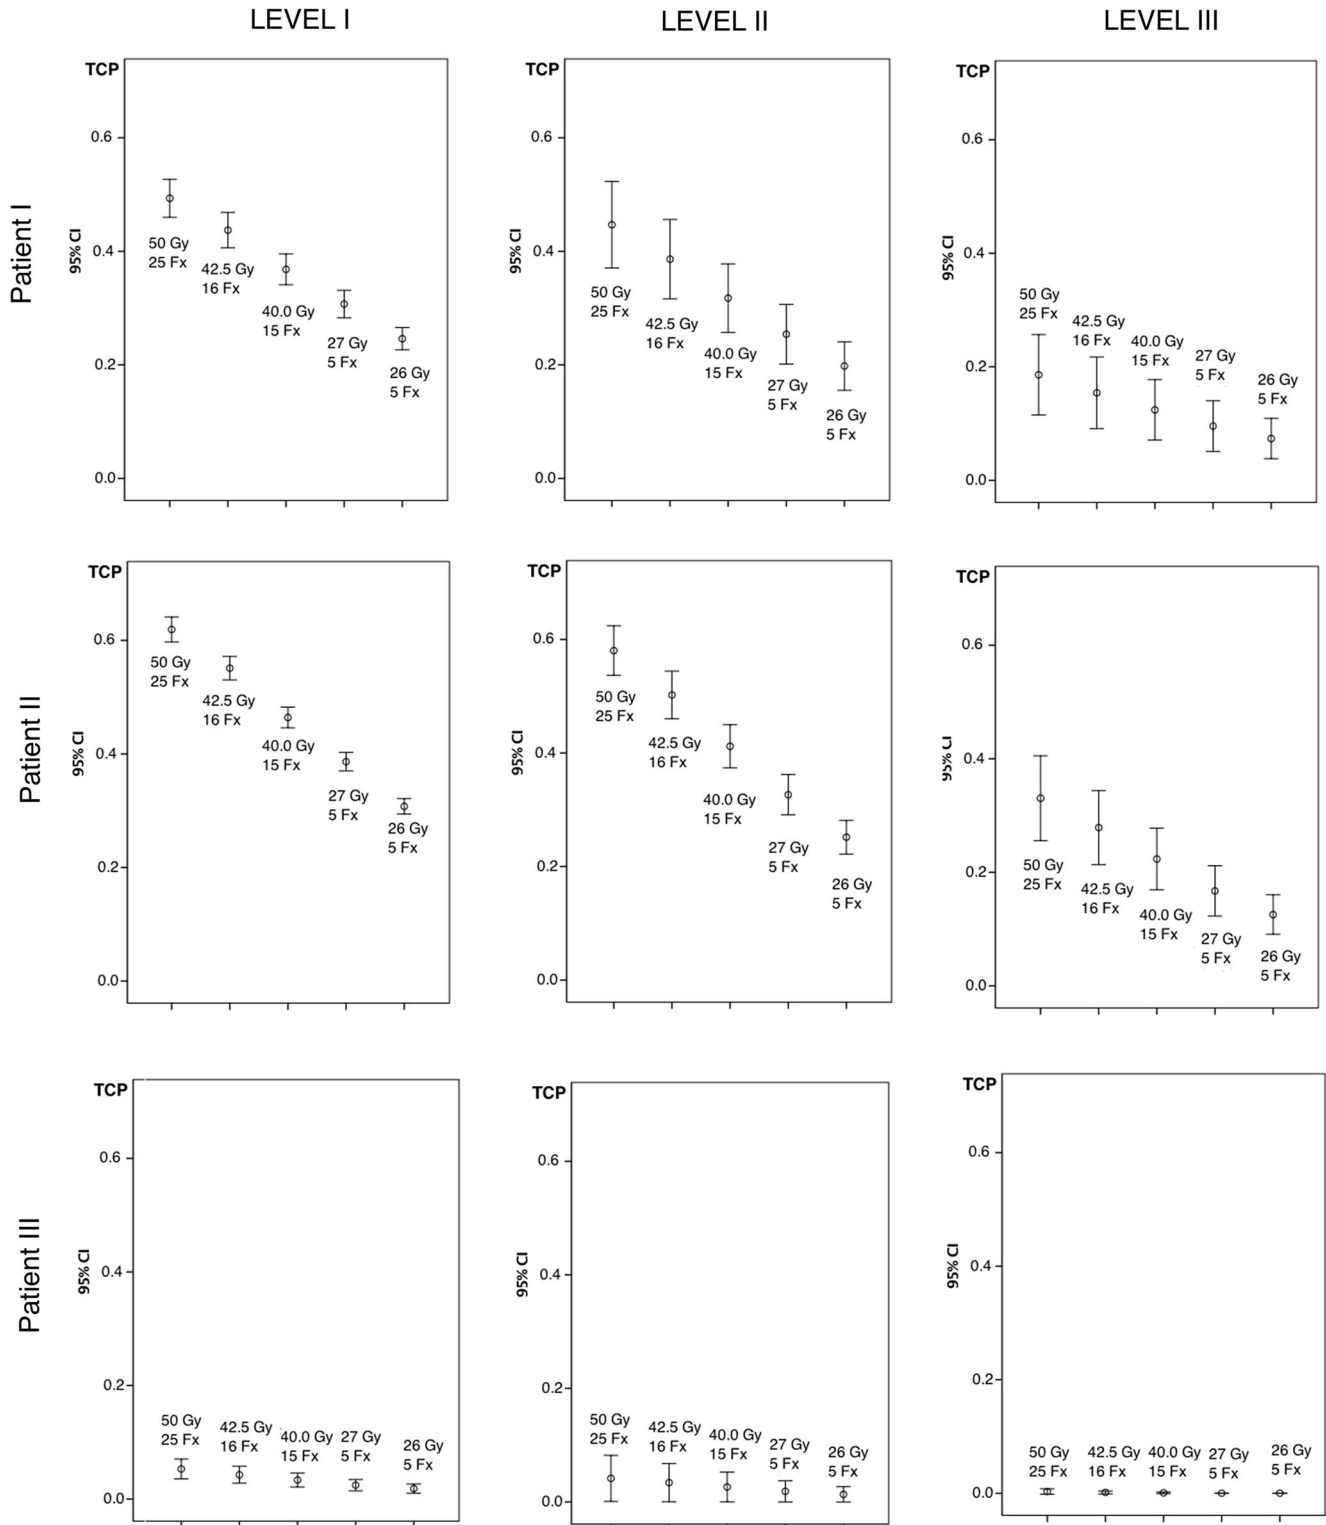 LEVEL I
LEVEL II
LEVEL III
Patient I
TCP
95% CI
0.6
0.4
0.2
0.0
50 Gy
25 Fx
42.5 Gy
16 Fx
40.0 Gy
15 Fx
27 Gy
5 Fx
26 Gy
5 Fx
TCP
95% CI
0.6
0.4
0.2
0.0
50 Gy
25 Fx
42.5 Gy
16 Fx
40.0 Gy
15 Fx
27 Gy
5 Fx
26 Gy
5 Fx
TCP
95% CI
0.6
0.4
0.2
0.0
50 Gy
25 Fx
42.5 Gy
16 Fx
40.0 Gy
15 Fx
27 Gy
5 Fx
26 Gy
5 Fx
Patient II
TCP
95% CI
0.6
0.4
0.2
0.0
50 Gy
25 Fx
42.5 Gy
16 Fx
40.0 Gy
15 Fx
27 Gy
5 Fx
26 Gy
5 Fx
TCP
95% CI
0.6
0.4
0.2
0.0
50 Gy
25 Fx
42.5 Gy
16 Fx
40.0 Gy
15 Fx
27 Gy
5 Fx
26 Gy
5 Fx
TCP
95% CI
0.6
0.4
0.2
0.0
50 Gy
25 Fx
42.5 Gy
16 Fx
40.0 Gy
15 Fx
27 Gy
5 Fx
26 Gy
5 Fx
Patient III
TCP
95% CI
0.6
0.4
0.2
0.0
50 Gy
25 Fx
42.5 Gy
16 Fx
40.0 Gy
15 Fx
27 Gy
5 Fx
26 Gy
5 Fx
TCP
95% CI
0.6
0.4
0.2
0.0
50 Gy
25 Fx
42.5 Gy
16 Fx
40.0 Gy
15 Fx
27 Gy
5 Fx
26 Gy
5 Fx
TCP
95% CI
0.6
0.4
0.2
0.0
50 Gy
25 Fx
42.5 Gy
16 Fx
40.0 Gy
15 Fx
27 Gy
5 Fx
26 Gy
5 Fx